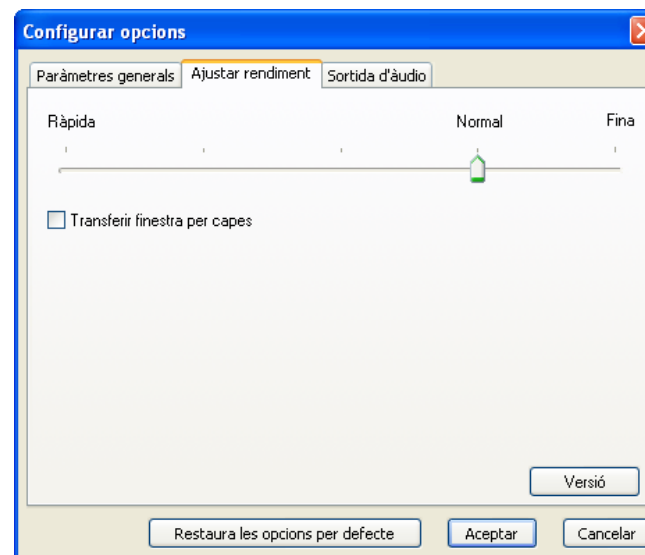 Configurar opcions
Paràmetres generals Ajustar rendiment Sortida d'àudio
Ràpida Normal Fina
Transferir finestra per capes
Versió
Restaura les opcions per defecte Aceptar Cancelar